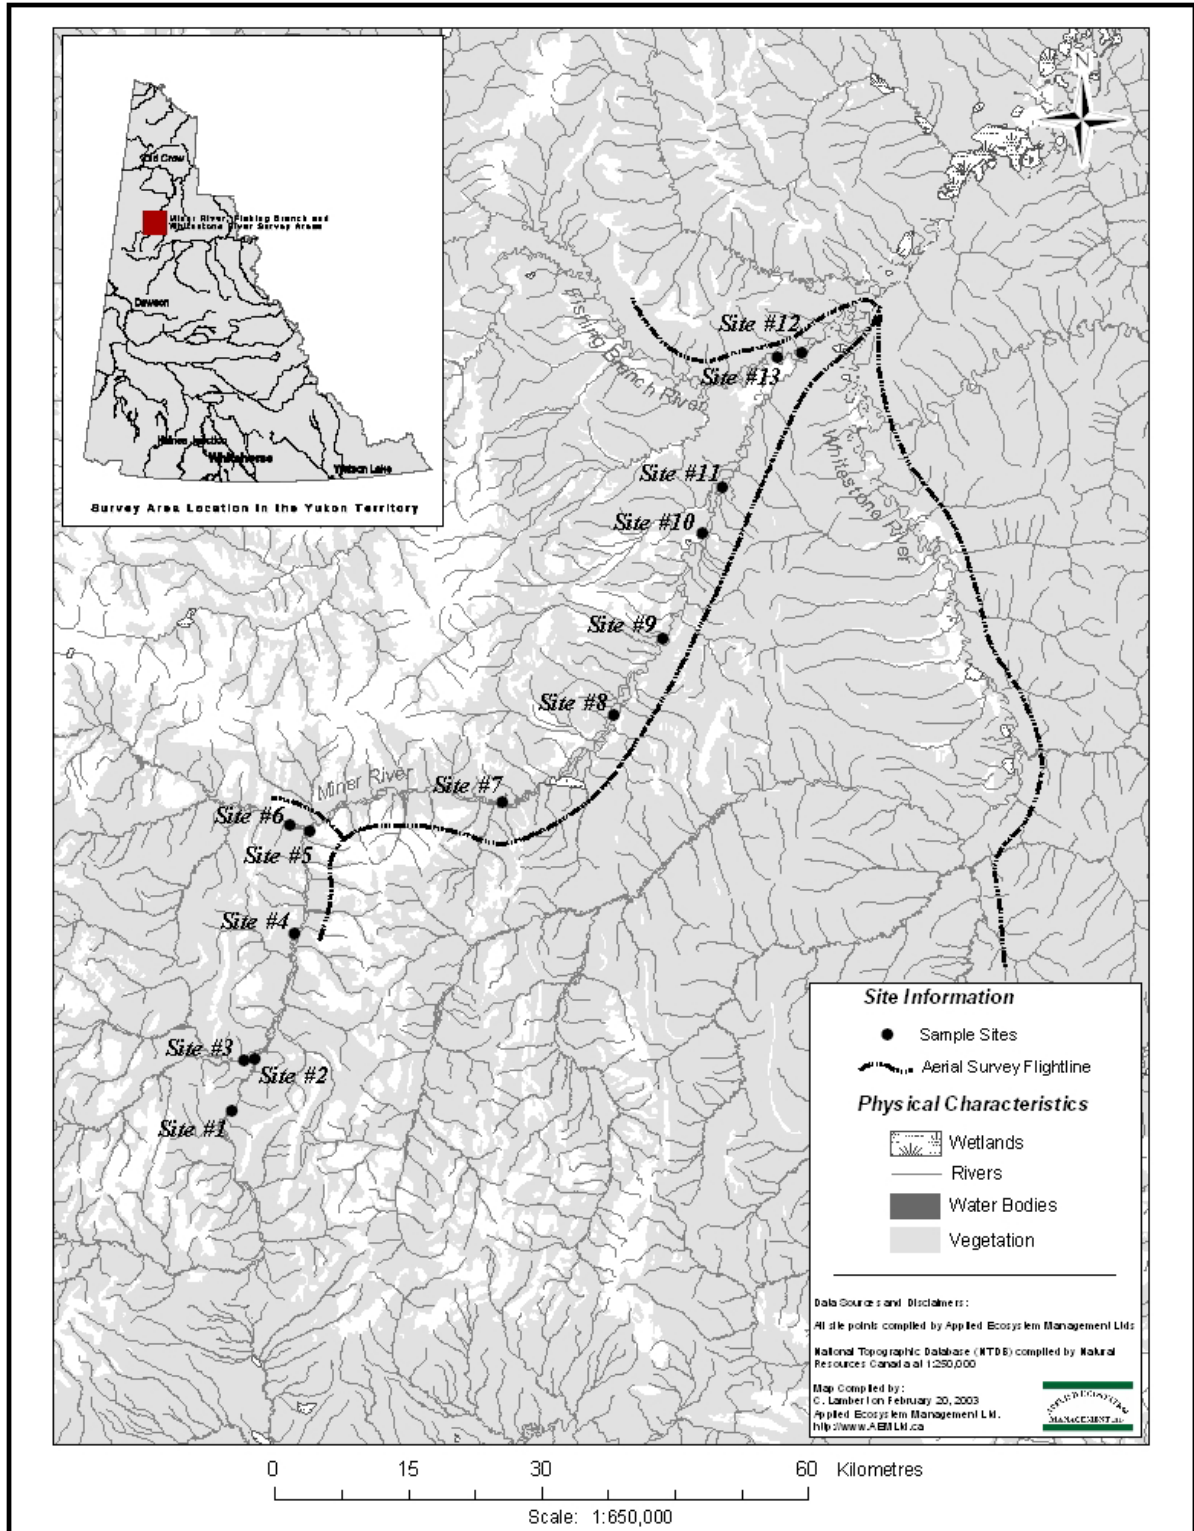 N
Old Crow
Miner River, Fishing Branch and
Whitestone River Survey Areas
Dawson
Haines Junction
Whitehorse
Watson Lake
Survey Area Location in the Yukon Territory
Fishing Branch River
Site #12
Site #13
Whitestone River
Site #11
Site #10
Site #9
Site #8
Miner River
Site #7
Site #6
Site #5
Site #4
Site #3
Site #2
Site #1
Site Information
Sample Sites
Aerial Survey Flightline
Physical Characteristics
Wetlands
Rivers
Water Bodies
Vegetation
Data Sources and Disclaimers:
All site points compiled by Applied Ecosystem Management Ltd.
National Topographic Database (NTDB) compiled by Natural
Resources Canada at 1:250,000
Map Compiled by:
C. Lambert on February 20, 2003
Applied Ecosystem Management Ltd.
http://www.AEMLtd.ca
APPLIED ECOSYSTEM
MANAGEMENT Ltd
0 15 30 60 Kilometres
Scale: 1:650,000